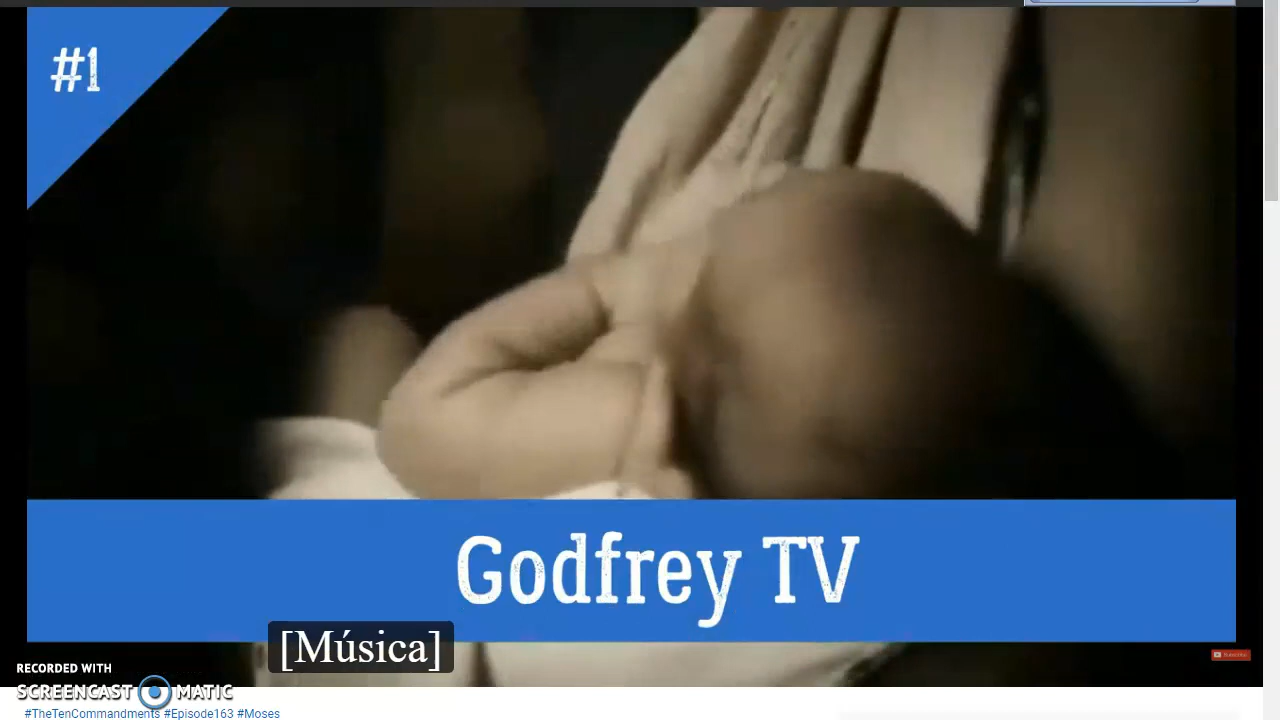 #1
Godfrey TV
[Música]
RECORDED WITH
SCREENCAST MATIC
#TheTenCommandments #Episode163 #Moses